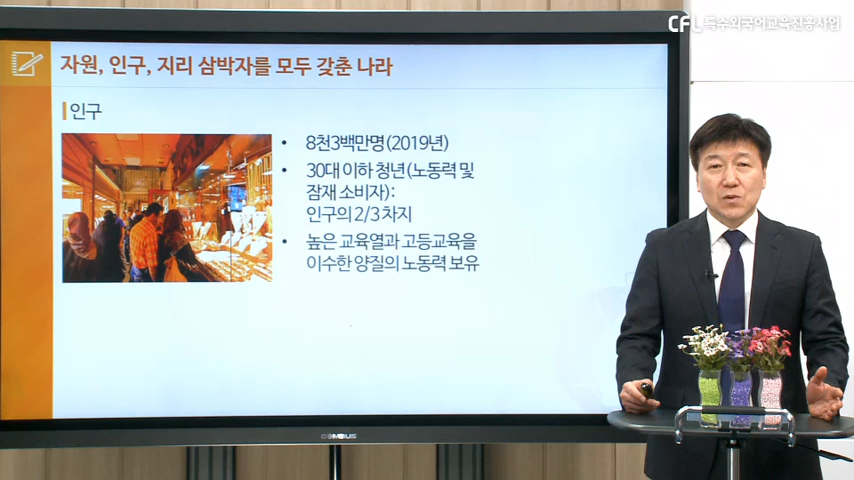 CFL 특수외국어교육진흥사업
자원, 인구, 지리 삼박자를 모두 갖춘 나라
인구
• 8천3백만명(2019년)
• 30대 이하 청년(노동력 및
잠재 소비자):
인구의 2/3 차지
• 높은 교육열과 고등교육을
이수한 양질의 노동력 보유